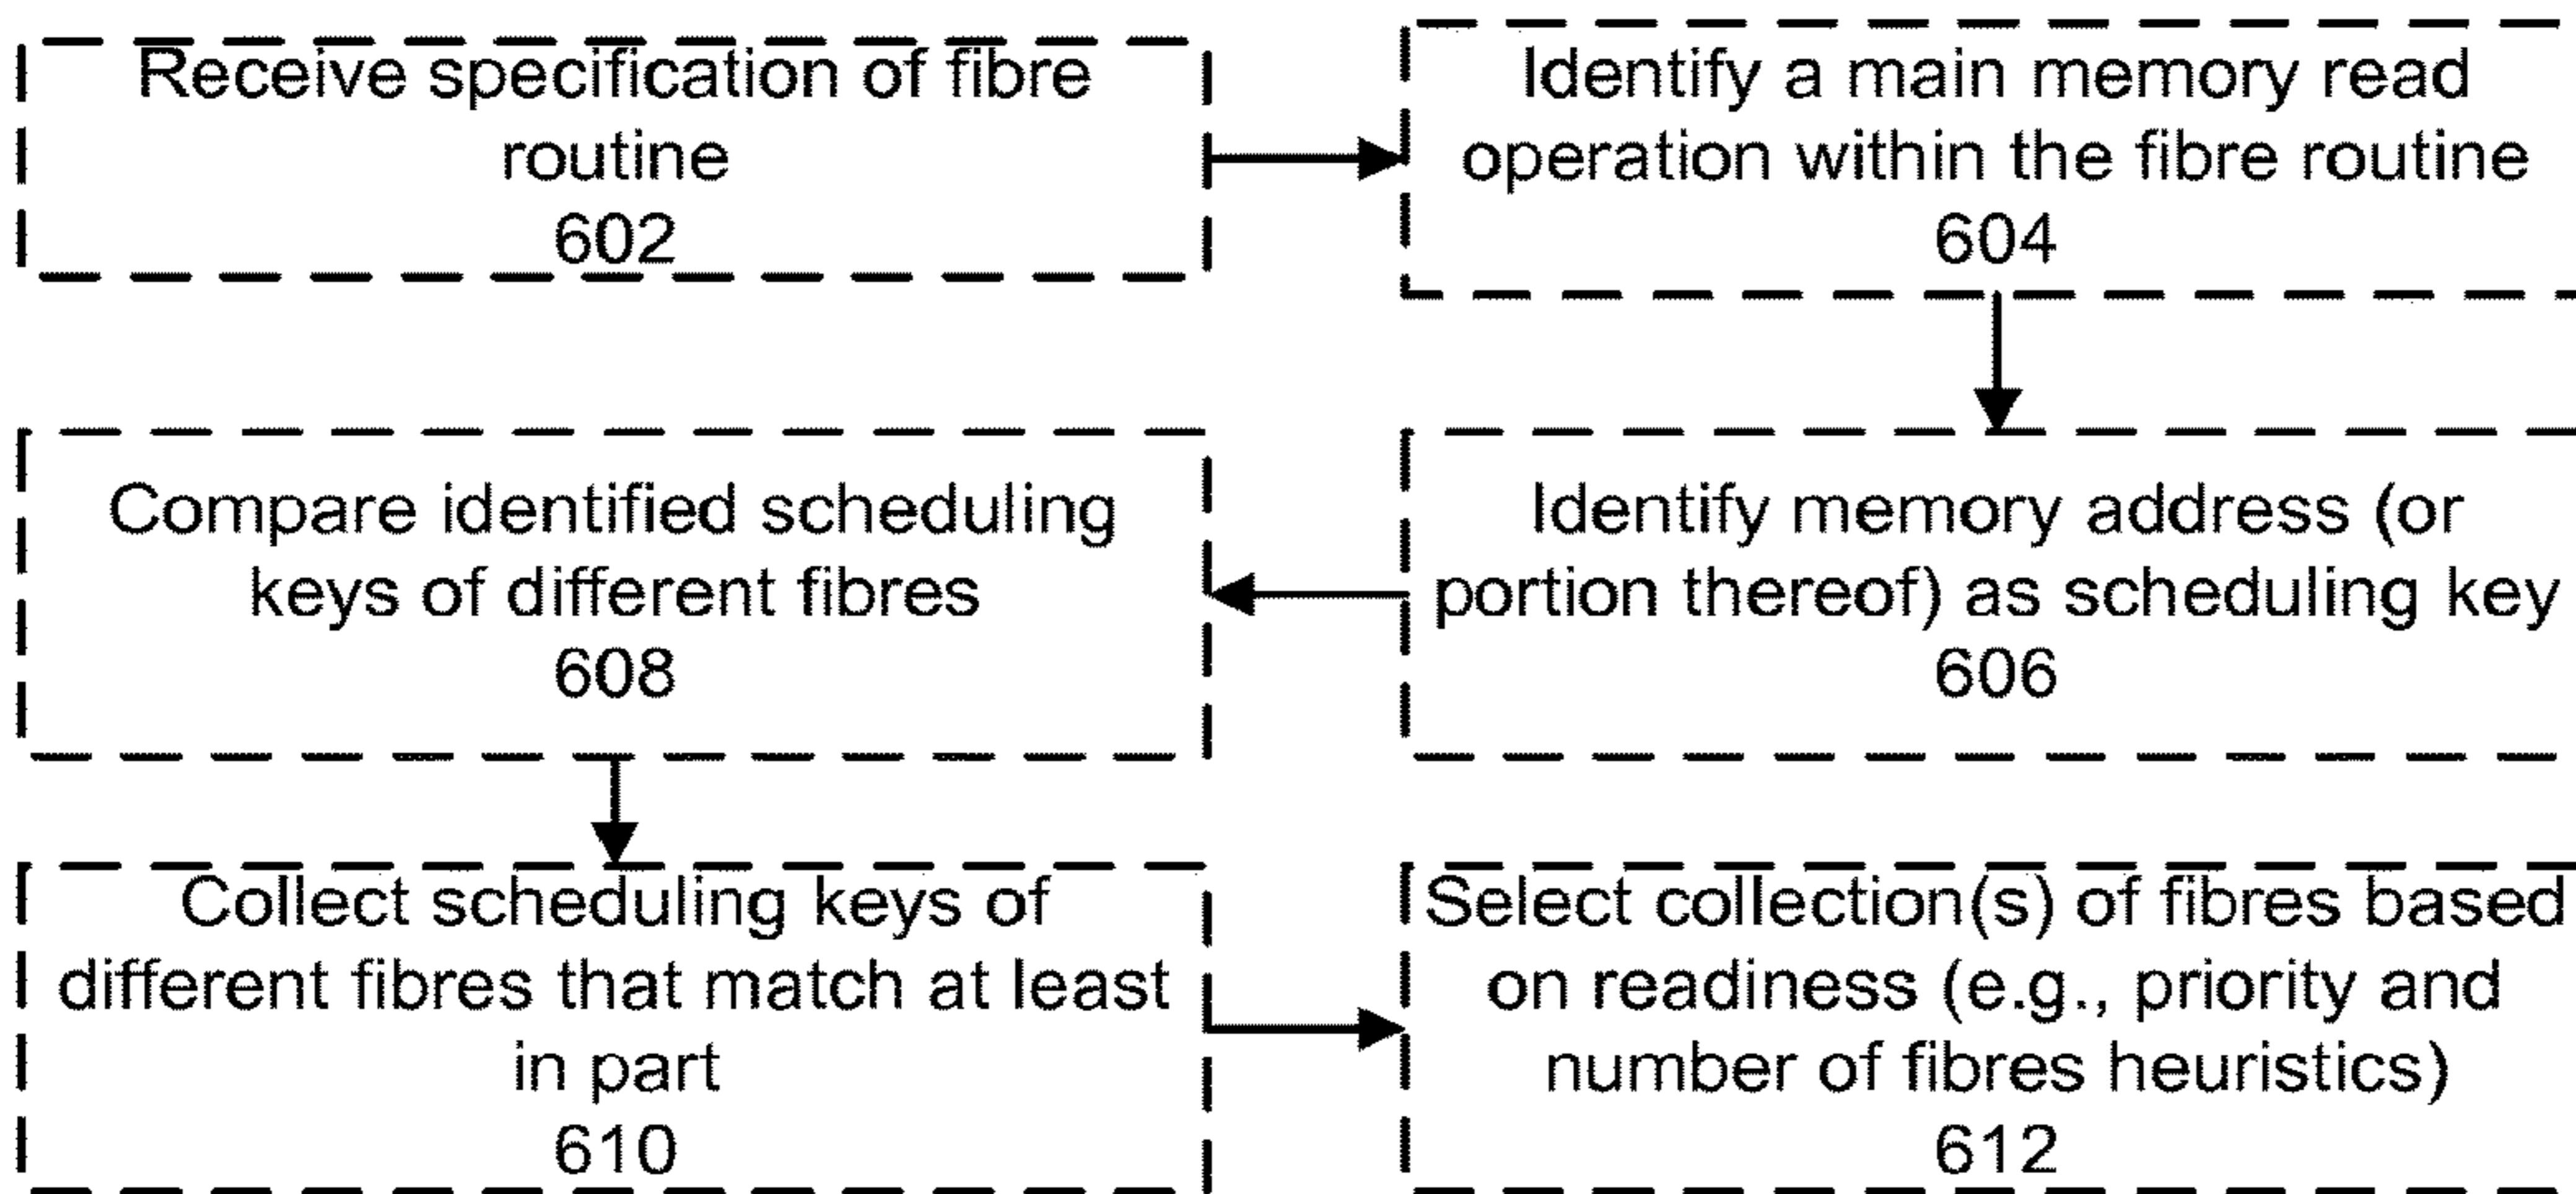 Receive specification of fibre
routine
602
Identify a main memory read
operation within the fibre routine
604
Identify memory address (or
portion thereof) as scheduling key
606
Compare identified scheduling
keys of different fibres
608
Collect scheduling keys of
different fibres that match at least
in part
610
Select collection(s) of fibres based
on readiness (e.g., priority and
number of fibres heuristics)
612